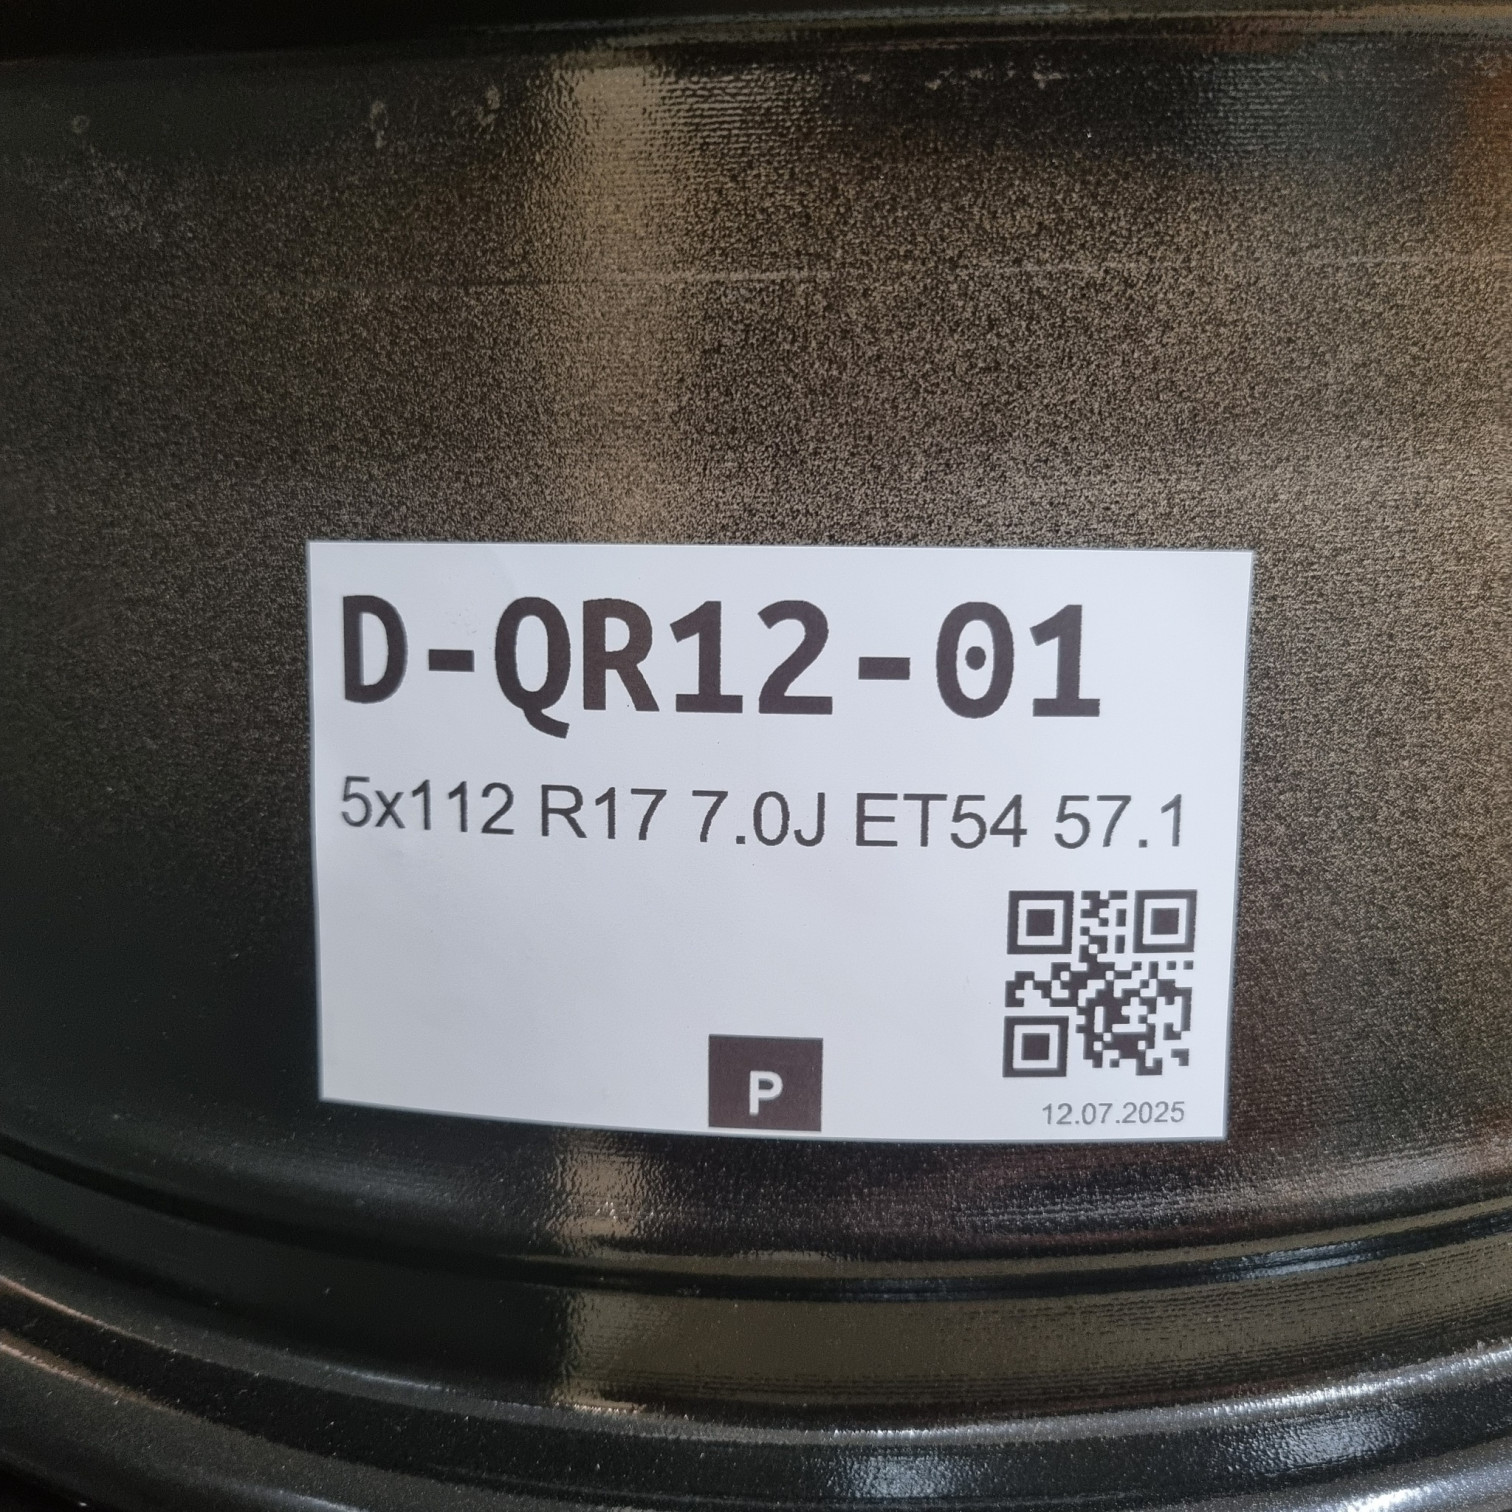 D-QR12-01
5x112 R17 7.0J ET54 57.1
P
12.07.2025